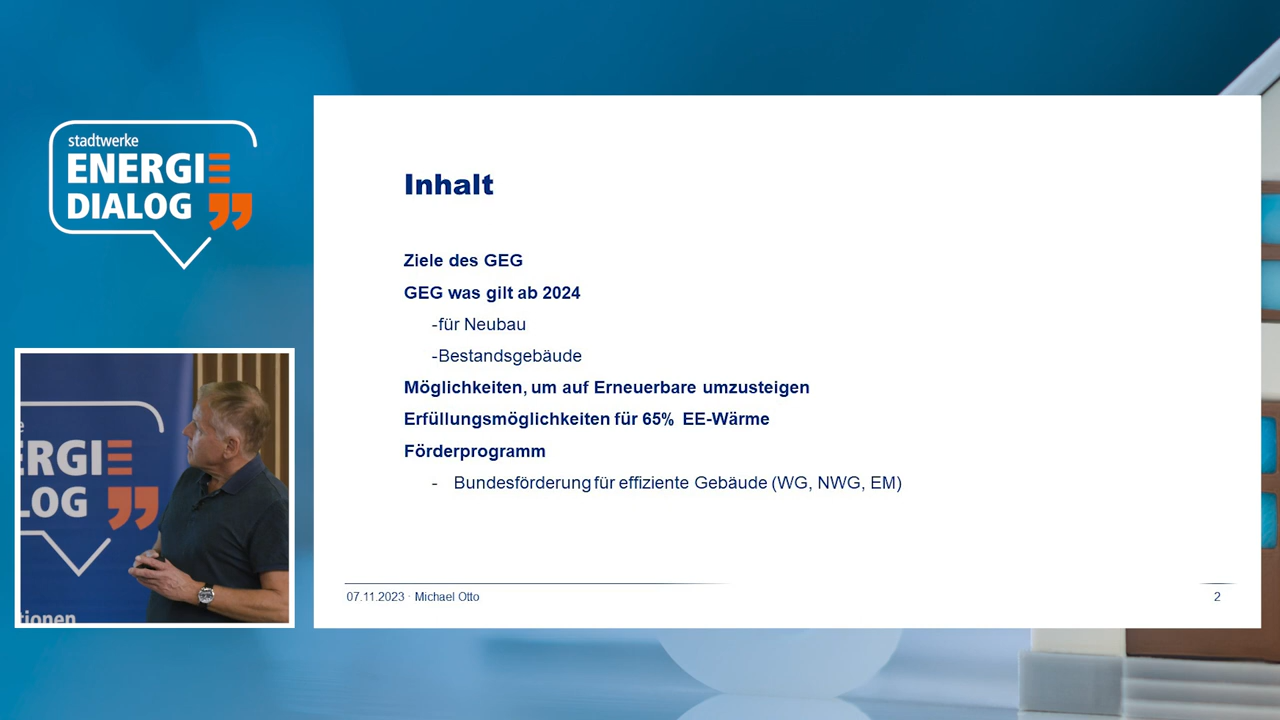 stadtwerke
ENERGIE
DIALOG
Inhalt
Ziele des GEG
GEG was gilt ab 2024
-für Neubau
-Bestandsgebäude
Möglichkeiten, um auf Erneuerbare umzusteigen
Erfüllungsmöglichkeiten für 65% EE-Wärme
Förderprogramm
- Bundesförderung für effiziente Gebäude (WG, NWG, EM)
07.11.2023 · Michael Otto
2
e
ERGIE
LOG
ionen